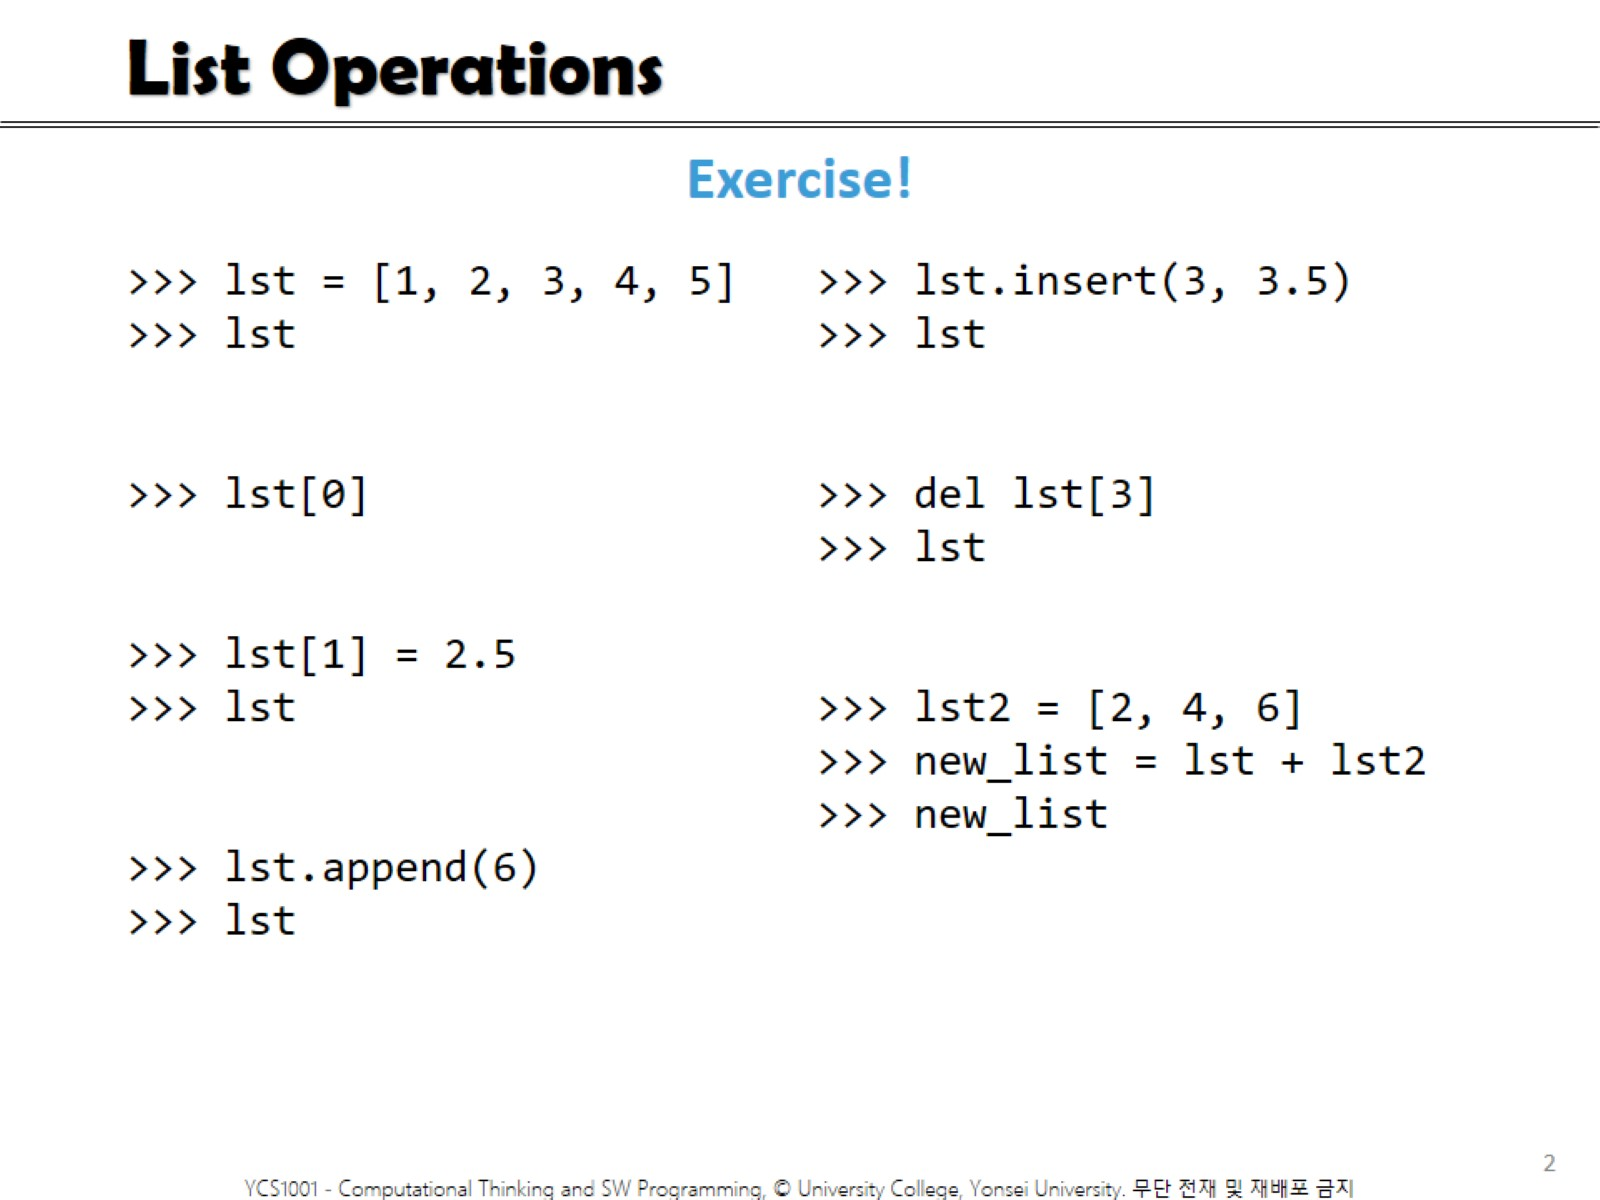 List Operations
Exercise!
>>> lst = [1, 2, 3, 4, 5]
>>> lst
>>> lst[0]
>>> lst[1] = 2.5
>>> lst
>>> lst.append(6)
>>> lst
>>> lst.insert(3, 3.5)
>>> lst
>>> del lst[3]
>>> lst
>>> lst2 = [2, 4, 6]
>>> new_list = lst + lst2
>>> new_list
2
YCS1001 - Computational Thinking and SW Programming, © University College, Yonsei University. 무단 전재 및 재배포 금지